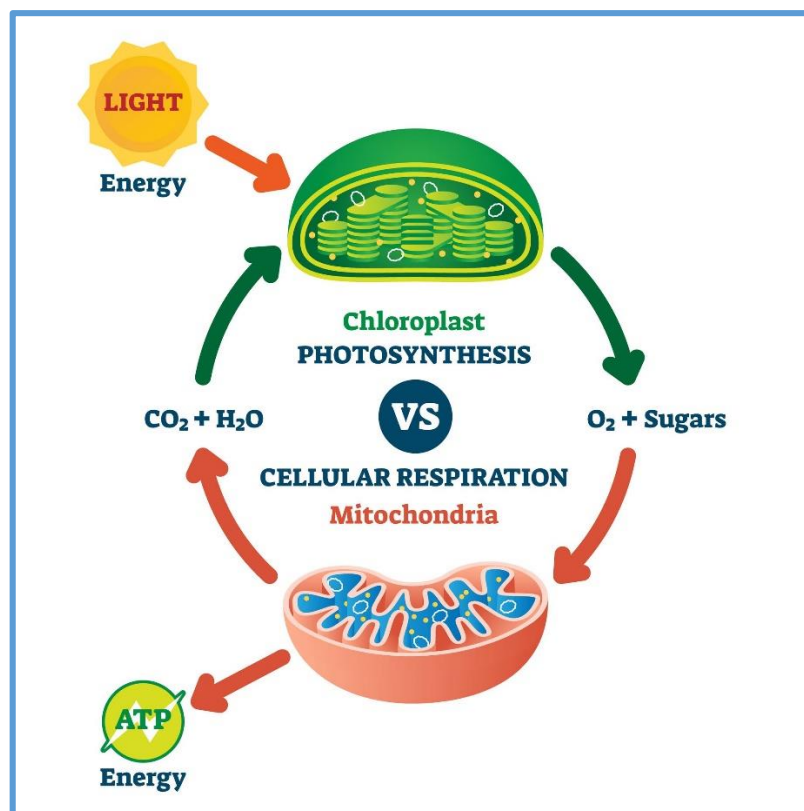 LIGHT
Energy
Chloroplast
PHOTOSYNTHESIS
CO₂ + H₂O
VS
O₂ + Sugars
CELLULAR RESPIRATION
Mitochondria
ATP
Energy